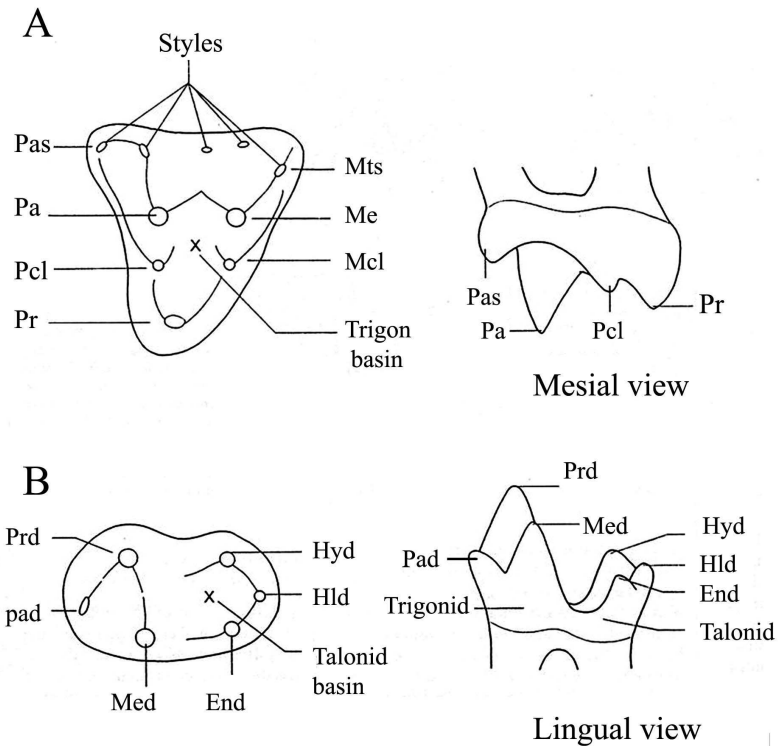 A
Styles
Pas
Mts
Pa
Me
Pcl
Mcl
Pr
Trigon
basin
Pas
Pa
Pcl
Pr
Mesial view
B
Prd
Hyd
pad
Hld
Talonid
basin
Med
End
Prd
Med
Hyd
Pad
Hld
End
Trigonid
Talonid
Lingual view